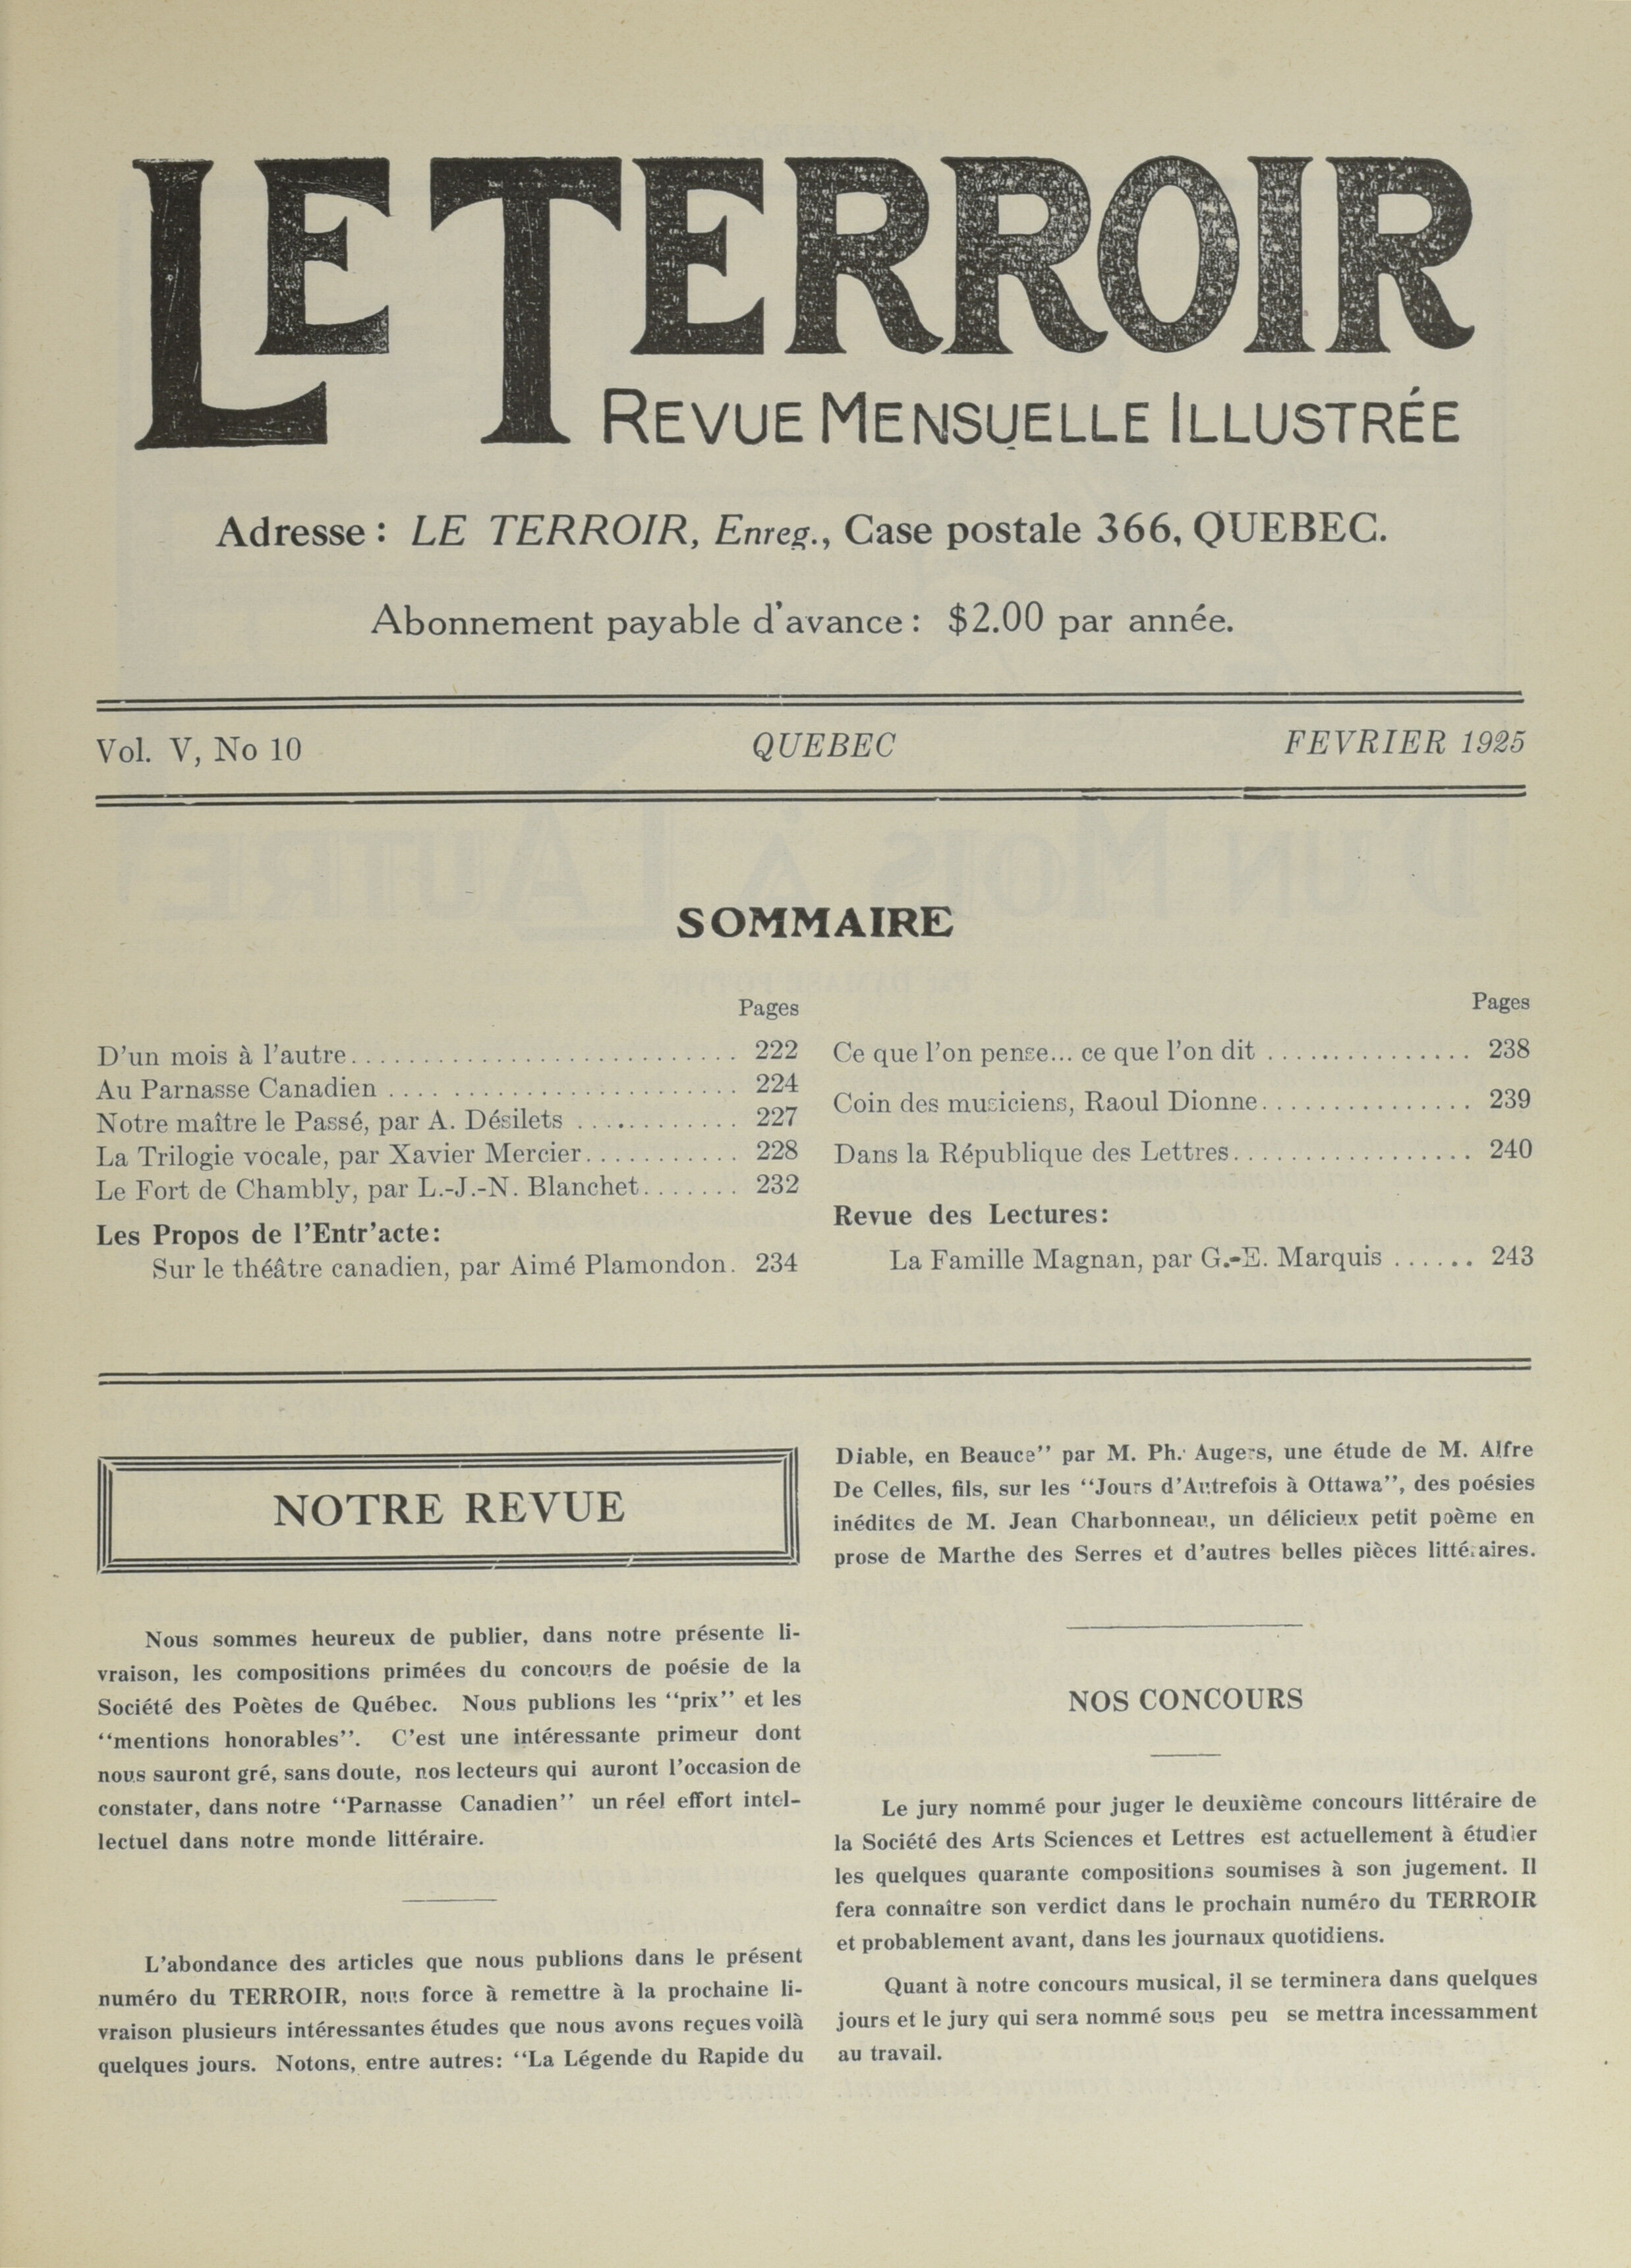 LE TERROIR
REVUE MENSUELLE ILLUSTRÉE
Adresse : LE TERROIR, Enreg., Case postale 366, QUEBEC.
Abonnement payable d'avance : $2.00 par année.
Vol. V, No 10 QUEBEC FEVRIER 1925
SOMMAIRE
Pages
D'un mois à l'autre........................... 222
Au Parnasse Canadien ........................ 224
Notre maître le Passé, par A. Désilets ............ 227
La Trilogie vocale, par Xavier Mercier........... 228
Le Fort de Chambly, par L.-J.-N. Blanchet....... 232
Les Propos de l'Entr'acte:
Sur le théâtre canadien, par Aimé Plamondon. 234
Pages
Ce que l'on pense... ce que l'on dit ............... 238
Coin des musiciens, Raoul Dionne............... 239
Dans la République des Lettres................. 240
Revue des Lectures:
La Famille Magnan, par G.-E. Marquis ...... 243
NOTRE REVUE
Nous sommes heureux de publier, dans notre présente li-
vraison, les compositions primées du concours de poésie de la
Société des Poètes de Québec. Nous publions les "prix" et les
"mentions honorables". C'est une intéressante primeur dont
nous sauront gré, sans doute, nos lecteurs qui auront l'occasion de
constater, dans notre "Parnasse Canadien" un réel effort intel-
lectuel dans notre monde littéraire.
L'abondance des articles que nous publions dans le présent
numéro du TERROIR, nous force à remettre à la prochaine li-
vraison plusieurs intéressantes études que nous avons reçues voilà
quelques jours. Notons, entre autres: "La Légende du Rapide du
Diable, en Beauce" par M. Ph. Augers, une étude de M. Alfre
De Celles, fils, sur les "Jours d'Autrefois à Ottawa", des poésies
inédites de M. Jean Charbonneau, un délicieux petit poème en
prose de Marthe des Serres et d'autres belles pièces littéraires.
NOS CONCOURS
Le jury nommé pour juger le deuxième concours littéraire de
la Société des Arts Sciences et Lettres est actuellement à étudier
les quelques quarante compositions soumises à son jugement. Il
fera connaître son verdict dans le prochain numéro du TERROIR
et probablement avant, dans les journaux quotidiens.
Quant à notre concours musical, il se terminera dans quelques
jours et le jury qui sera nommé sous peu se mettra incessamment
au travail.